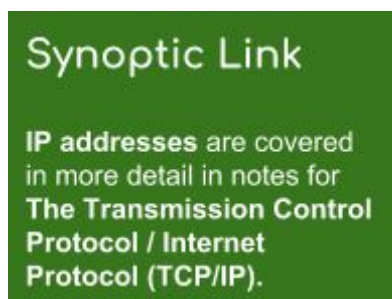 Synoptic Link
IP addresses are covered
in more detail in notes for
The Transmission Control
Protocol / Internet
Protocol (TCP/IP).